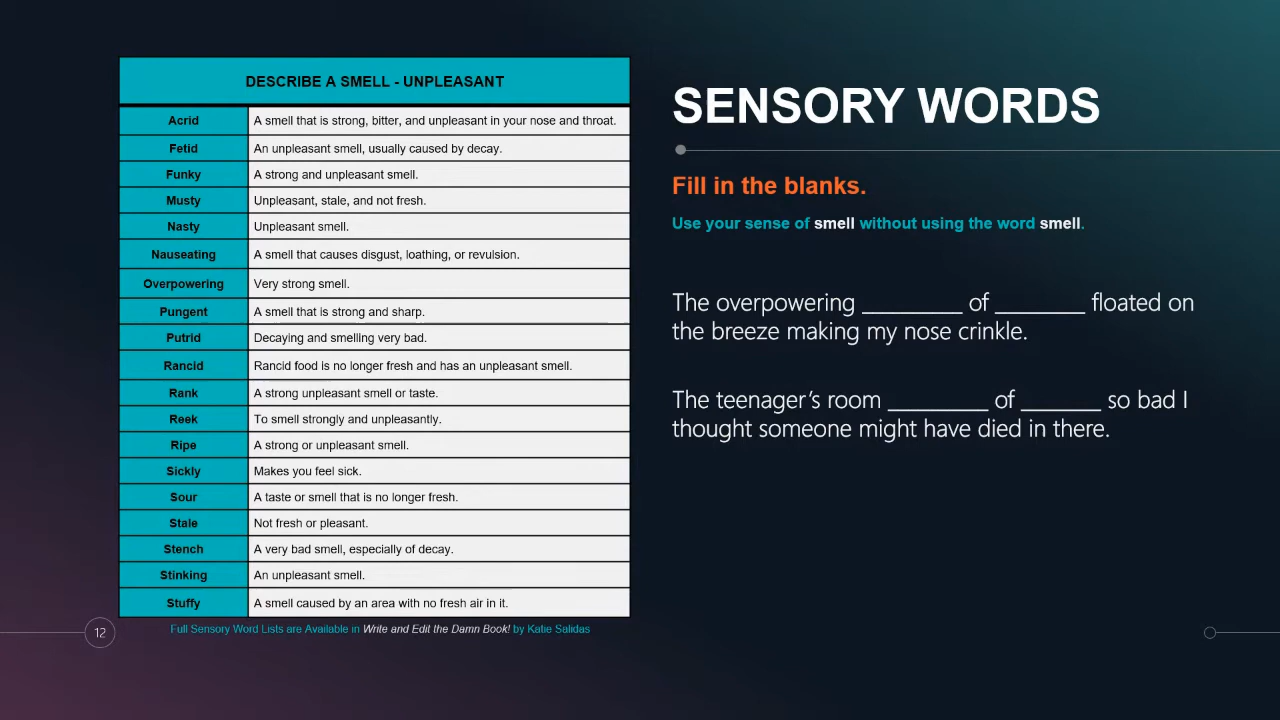 DESCRIBE A SMELL - UNPLEASANT
Acrid A smell that is strong, bitter, and unpleasant in your nose and throat.
Fetid An unpleasant smell, usually caused by decay.
Funky A strong and unpleasant smell.
Musty Unpleasant, stale, and not fresh.
Nasty Unpleasant smell.
Nauseating A smell that causes disgust, loathing, or revulsion.
Overpowering Very strong smell.
Pungent A smell that is strong and sharp.
Putrid Decaying and smelling very bad.
Rancid Rancid food is no longer fresh and has an unpleasant smell.
Rank A strong unpleasant smell or taste.
Reek To smell strongly and unpleasantly.
Ripe A strong or unpleasant smell.
Sickly Makes you feel sick.
Sour A taste or smell that is no longer fresh.
Stale Not fresh or pleasant.
Stench A very bad smell, especially of decay.
Stinking An unpleasant smell.
Stuffy A smell caused by an area with no fresh air in it.
Full Sensory Word Lists are Available in Write and Edit the Damn Book! by Katie Salidas
12
SENSORY WORDS
Fill in the blanks.
Use your sense of smell without using the word smell.
The overpowering ________ of _______ floated on
the breeze making my nose crinkle.
The teenager's room ________ of ______ so bad I
thought someone might have died in there.